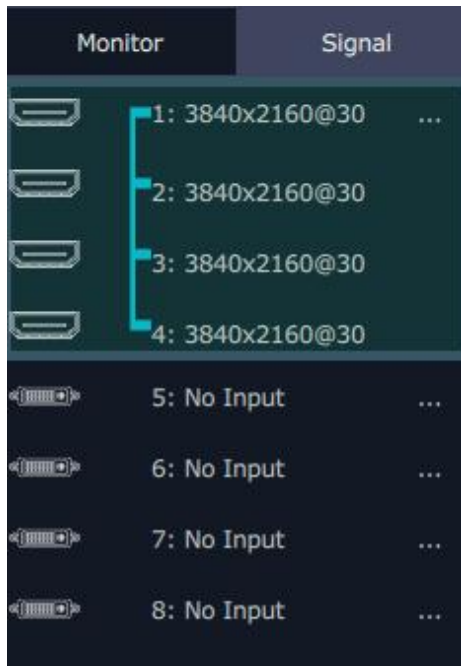 Monitor Signal
1: 3840x2160@30 ...
2: 3840x2160@30
3: 3840x2160@30
4: 3840x2160@30
5: No Input ...
6: No Input ...
7: No Input ...
8: No Input ...